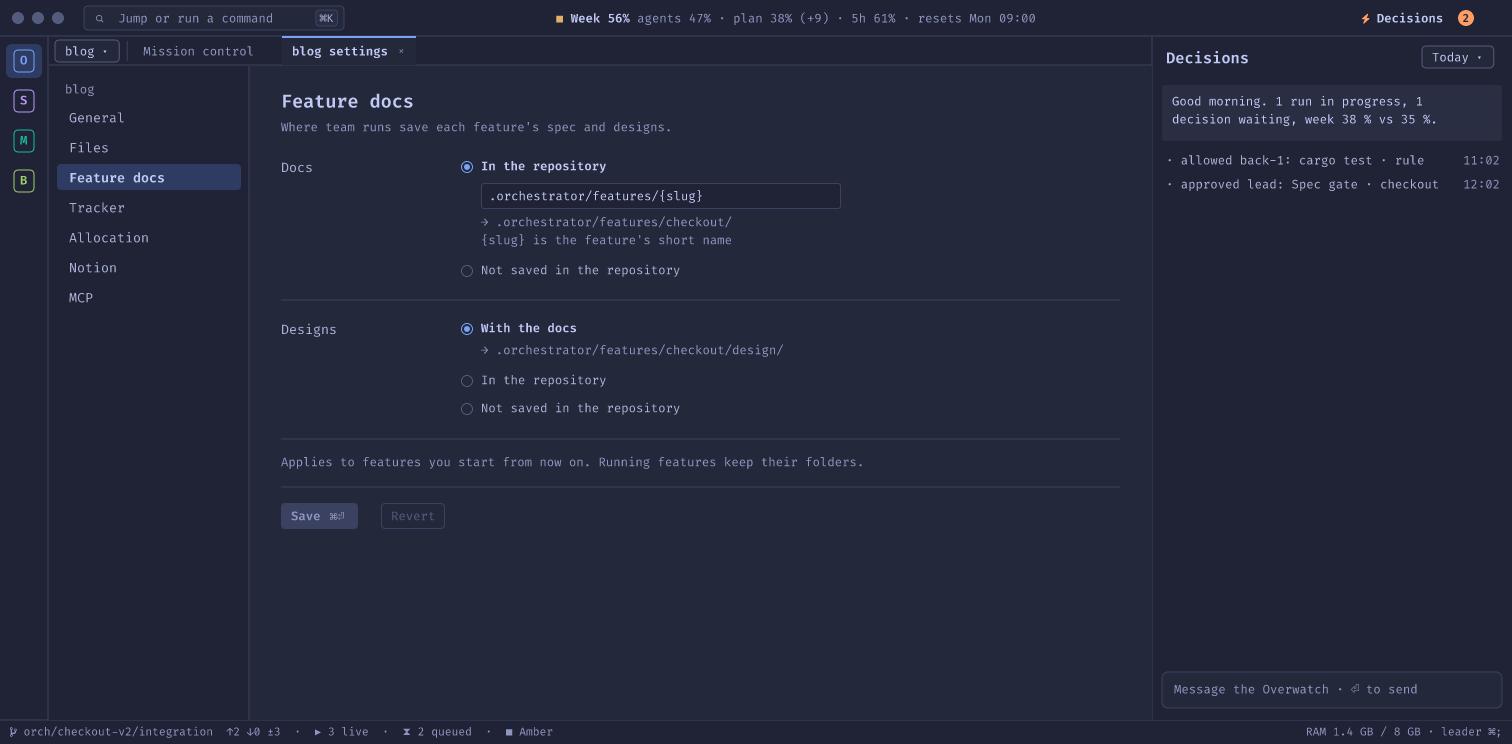 Jump or run a command ⌘K
Week 56% agents 47% · plan 38% (+9) · 5h 61% · resets Mon 09:00
Decisions 2
O
S
M
B
blog ▾
Mission control
blog settings ×
blog
General
Files
Feature docs
Tracker
Allocation
Notion
MCP
Feature docs
Where team runs save each feature's spec and designs.
Docs
In the repository
.orchestrator/features/{slug}
→ .orchestrator/features/checkout/
{slug} is the feature's short name
Not saved in the repository
Designs
With the docs
→ .orchestrator/features/checkout/design/
In the repository
Not saved in the repository
Applies to features you start from now on. Running features keep their folders.
Save ⌘⏎
Revert
Decisions
Today ▾
Good morning. 1 run in progress, 1
decision waiting, week 38 % vs 35 %.
· allowed back-1: cargo test · rule 11:02
· approved lead: Spec gate · checkout 12:02
Message the Overwatch · ⏎ to send
orch/checkout-v2/integration ↑2 ↓0 ±3 · ▶ 3 live · ⧗ 2 queued · ■ Amber
RAM 1.4 GB / 8 GB · leader ⌘;